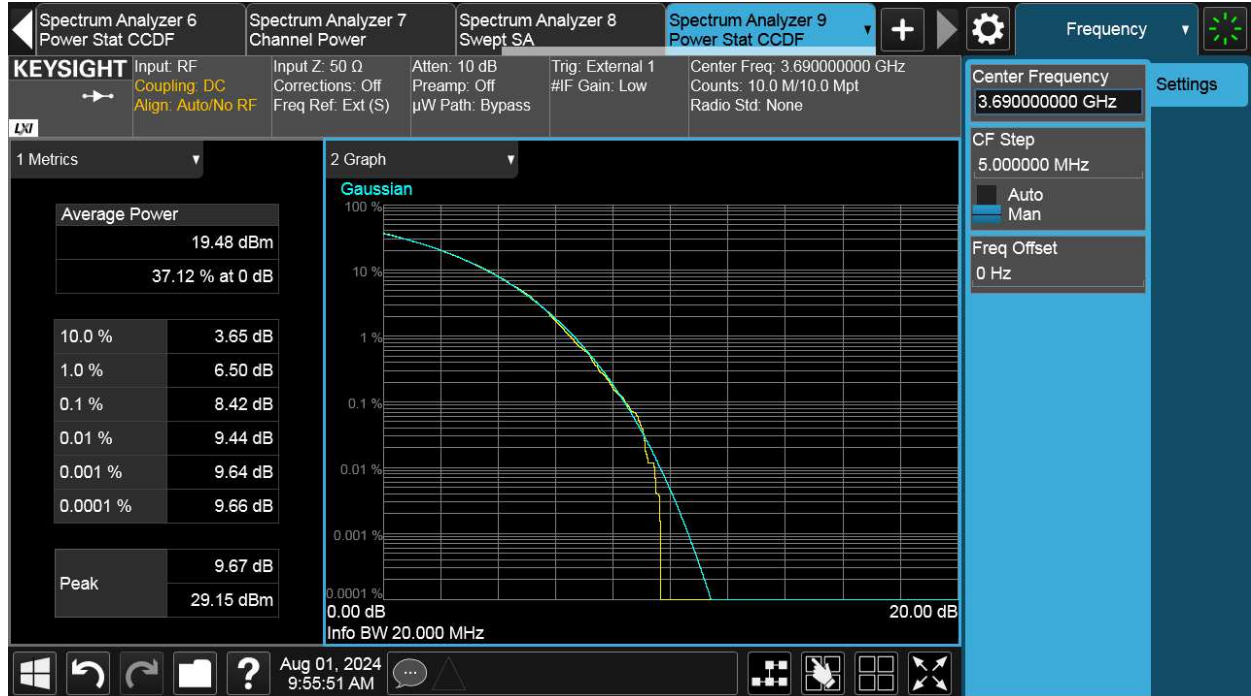 Spectrum Analyzer 6
Power Stat CCDF
Spectrum Analyzer 7
Channel Power
Spectrum Analyzer 8
Swept SA
Spectrum Analyzer 9
Power Stat CCDF
Frequency
KEYSIGHT
LXI
Input: RF
Coupling: DC
Align: Auto/No RF
Input Z: 50 Ω
Corrections: Off
Freq Ref: Ext (S)
Atten: 10 dB
Preamp: Off
µW Path: Bypass
Trig: External 1
#IF Gain: Low
Center Freq: 3.690000000 GHz
Counts: 10.0 M/10.0 Mpt
Radio Std: None
Center Frequency
3.690000000 GHz
Settings
CF Step
5.000000 MHz
Auto
Man
Freq Offset
0 Hz
1 Metrics
Average Power
19.48 dBm
37.12 % at 0 dB
10.0 % 3.65 dB
1.0 % 6.50 dB
0.1 % 8.42 dB
0.01 % 9.44 dB
0.001 % 9.64 dB
0.0001 % 9.66 dB
Peak
9.67 dB
29.15 dBm
2 Graph
Gaussian
100 %
10 %
1 %
0.1 %
0.01 %
0.001 %
0.0001 %
0.00 dB 20.00 dB
Info BW 20.000 MHz
?
Aug 01, 2024
9:55:51 AM